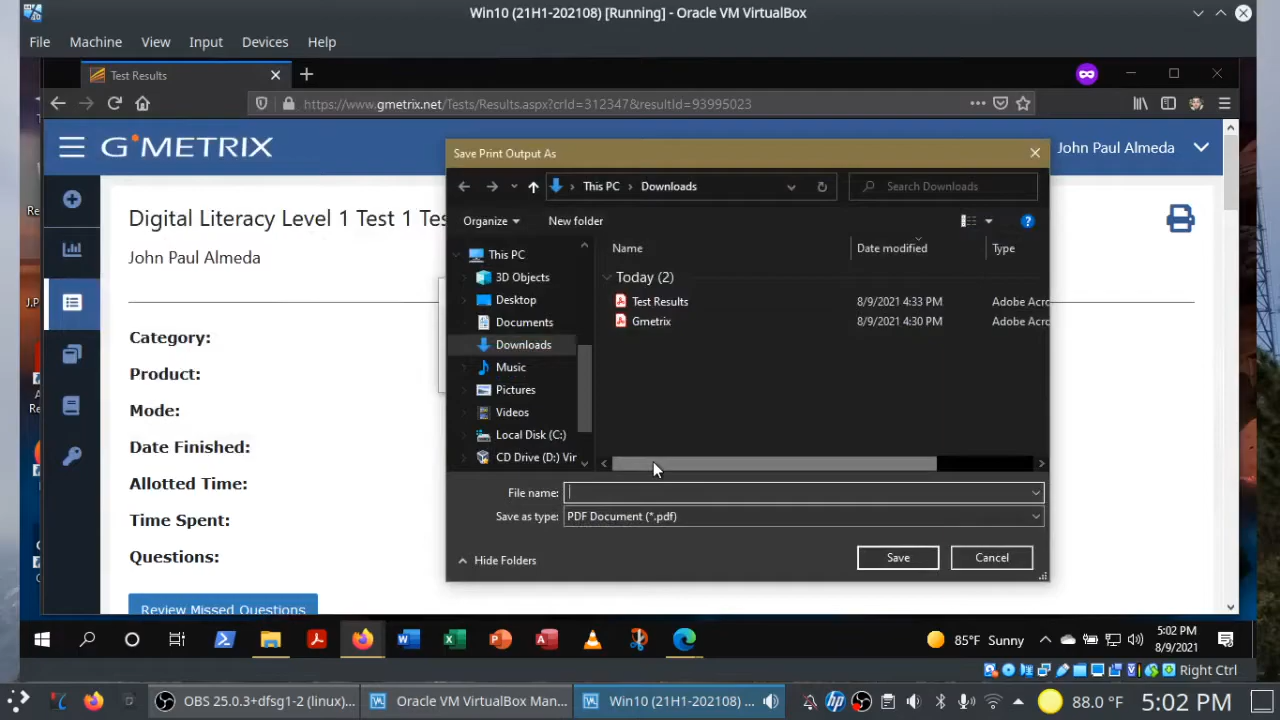 Win10 (21H1-202108) [Running] - Oracle VM VirtualBox
File Machine View Input Devices Help
Test Results
https://www.gmetrix.net/Tests/Results.aspx?crId=312347&resultId=93995023
GMETRIX
John Paul Almeda
Digital Literacy Level 1 Test 1 Tes
John Paul Almeda
Category:
Product:
Mode:
Date Finished:
Allotted Time:
Time Spent:
Questions:
Review Missed Questions
Save Print Output As
This PC Downloads
Search Downloads
Organize New folder
This PC
3D Objects
Desktop
Documents
Downloads
Music
Pictures
Videos
Local Disk (C:)
CD Drive (D:) Vir
Name Date modified Type
Today (2)
Test Results 8/9/2021 4:33 PM Adobe Acro
Gmetrix 8/9/2021 4:30 PM Adobe Acro
File name:
Save as type: PDF Document (*.pdf)
Hide Folders
Save Cancel
85°F Sunny
5:02 PM
8/9/2021
Right Ctrl
OBS 25.0.3+dfsg1-2 (linux)...
Oracle VM VirtualBox Man...
Win10 (21H1-202108) ...
88.0 °F
5:02 PM